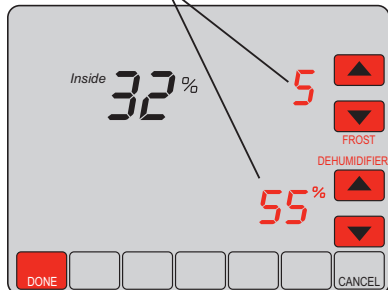 Inside 32%
5
FROST
DEHUMIDIFIER
55%
DONE
CANCEL